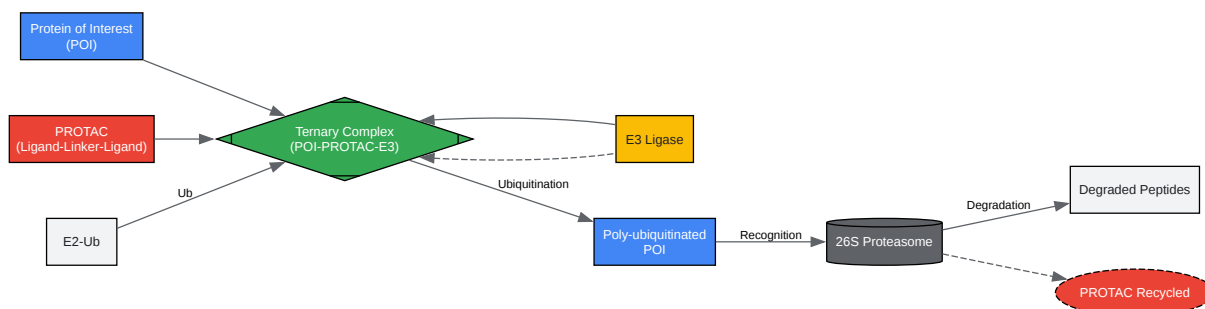 Protein of Interest
(POI)
PROTAC
(Ligand-Linker-Ligand)
Ternary Complex
(POI-PROTAC-E3)
E3 Ligase
Ub
E2-Ub
Ubiquitination
Poly-ubiquitinated
POI
Recognition
26S Proteasome
Degradation
Degraded Peptides
PROTAC Recycled